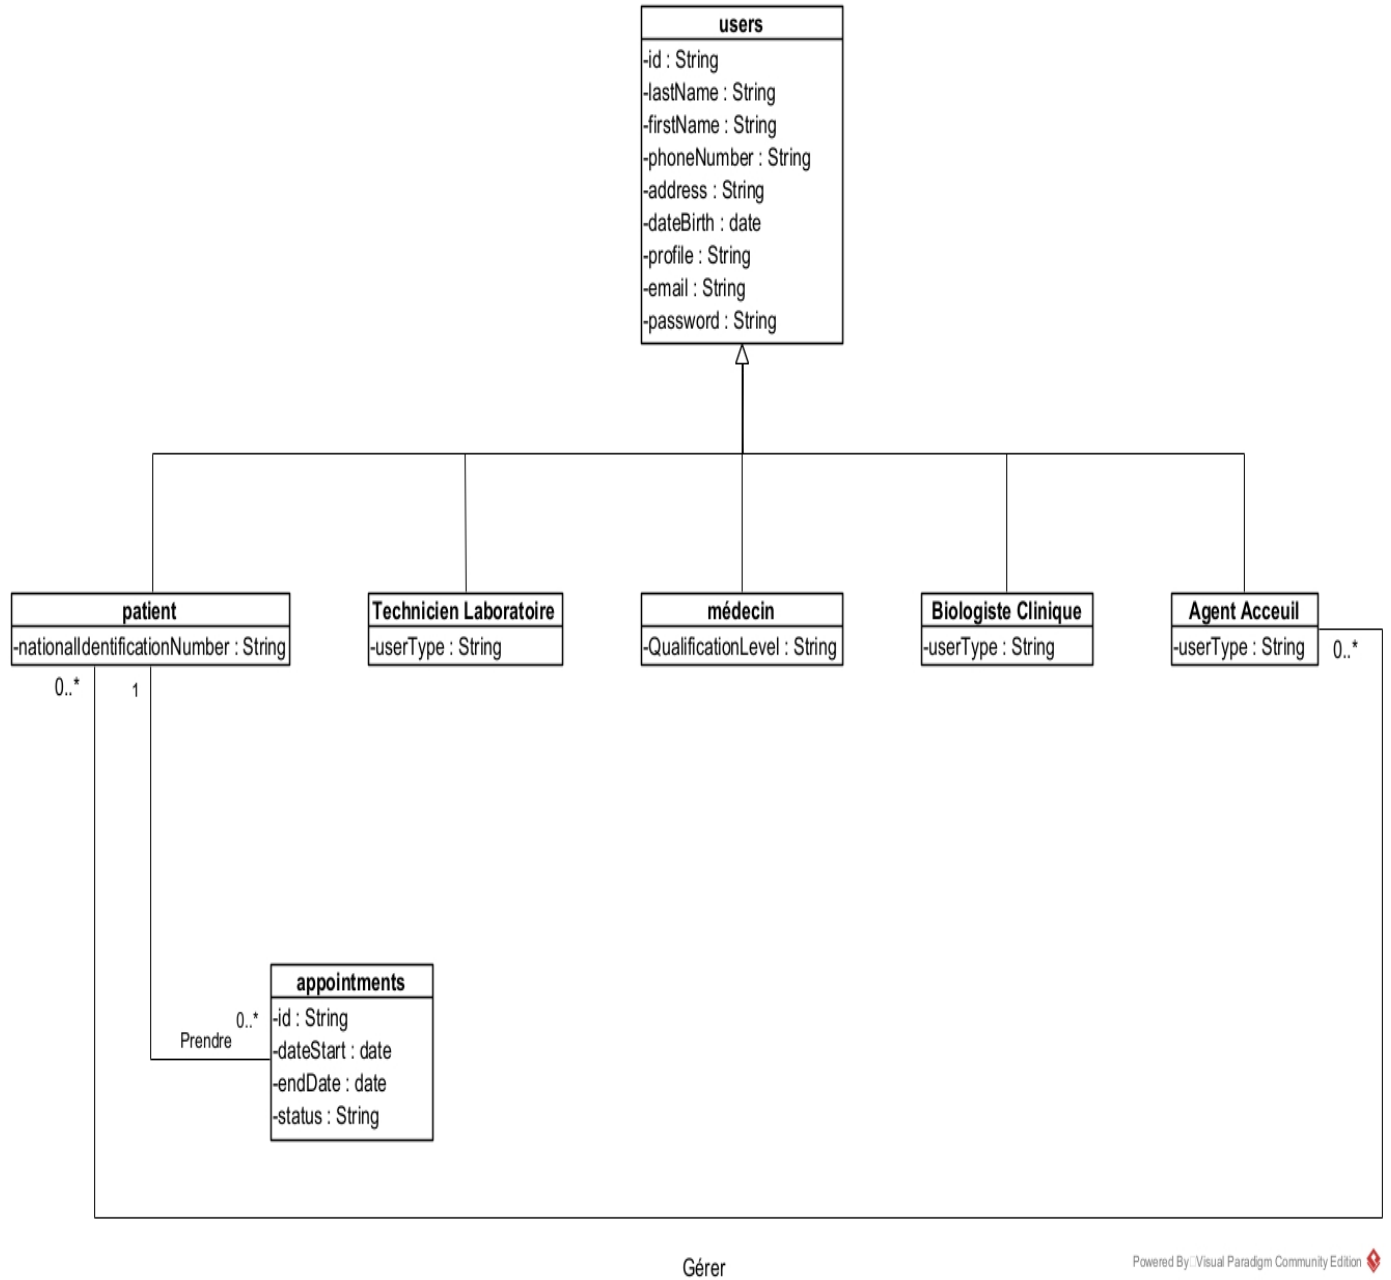 users
-id : String
-lastName : String
-firstName : String
-phoneNumber : String
-address : String
-dateBirth : date
-profile : String
-email : String
-password : String
patient
-nationalIdentificationNumber : String
Technicien Laboratoire
-userType : String
médecin
-QualificationLevel : String
Biologiste Clinique
-userType : String
Agent Acceuil
-userType : String
0..*
0..*
1
appointments
-id : String
-dateStart : date
-endDate : date
-status : String
0..*
Prendre
Gérer
Powered By Visual Paradigm Community Edition